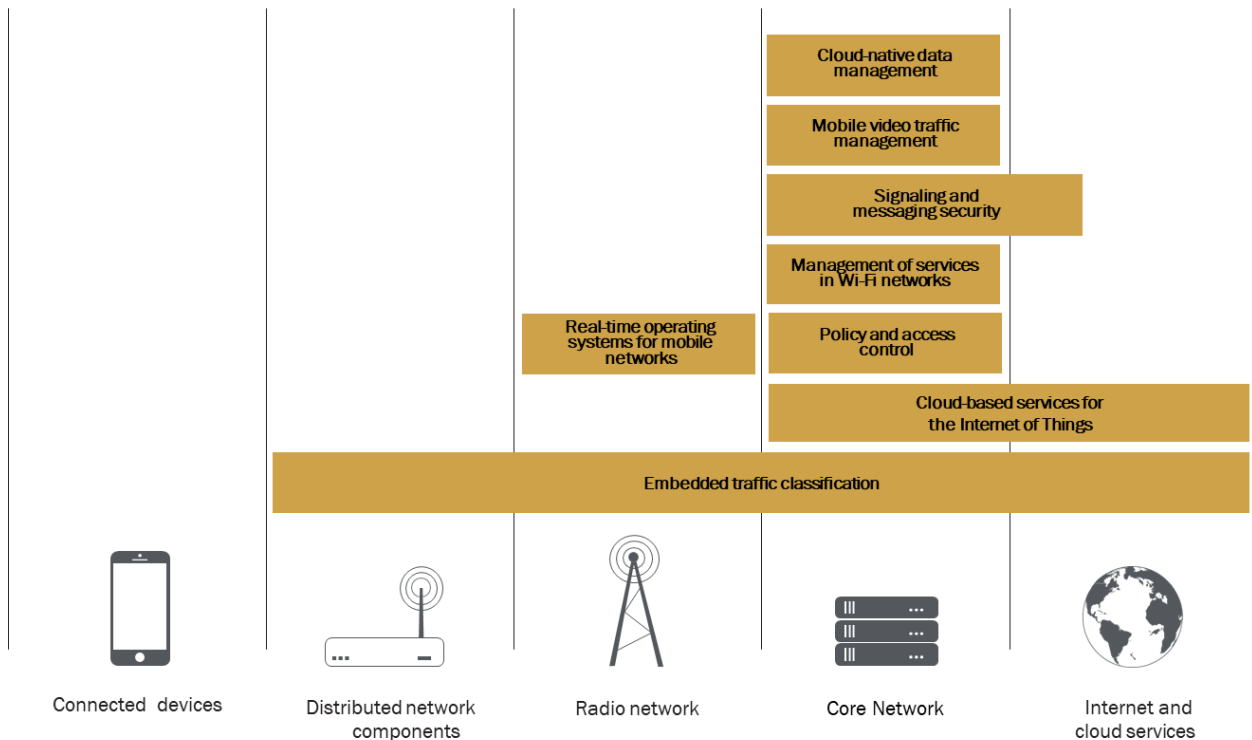 Cloud-native data
management
Mobile video traffic
management
Signaling and
messaging security
Management of services
in Wi-Fi networks
Real-time operating
systems for mobile
networks
Policy and access
control
Cloud-based services for
the Internet of Things
Embedded traffic classification
Connected devices
Distributed network
components
Radio network
Core Network
Internet and
cloud services